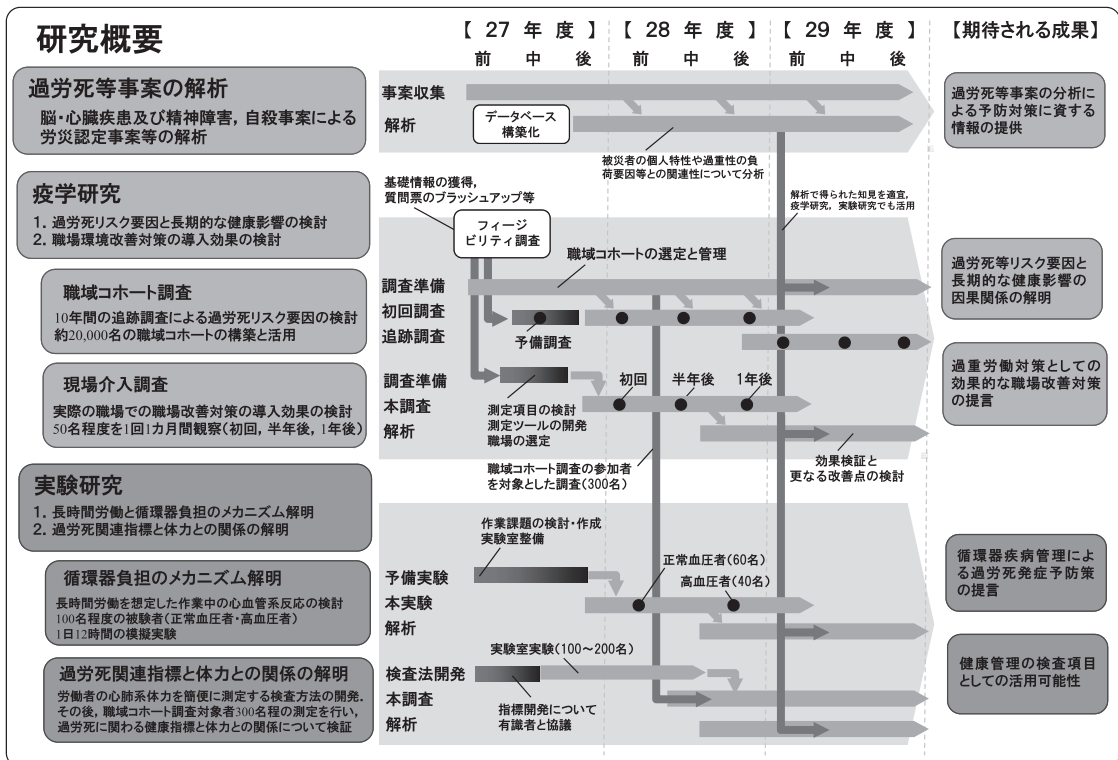 研究概要
【 27 年 度 】
【 28 年 度 】
【 29 年 度 】
【期待される成果】
前 中 後
前 中 後
前 中 後
過労死等事案の解析
脳・心臓疾患及び精神障害，自殺事案による
労災認定事案等の解析
事案収集
解析
データベース
構築化
被災者の個人特性や過重性の負
荷要因等との関連性について分析
過労死等事案の分析
による予防対策に資する
情報の提供
疫学研究
1. 過労死リスク要因と長期的な健康影響の検討
2. 職場環境改善対策の導入効果の検討
基礎情報の獲得，
質問票のブラッシュアップ等
フィージ
ビリティ調査
解析で得られた知見を適宜，
疫学研究，実験研究でも活用
職域コホート調査
10年間の追跡調査による過労死リスク要因の検討
約20,000名の職域コホートの構築と活用
職域コホートの選定と管理
調査準備
初回調査
予備調査
追跡調査
過労死等リスク要因と
長期的な健康影響の
因果関係の解明
現場介入調査
実際の職場での職場改善対策の導入効果の検討
50名程度を1回1カ月間観察（初回，半年後，1年後）
調査準備
本調査
解析
初回
半年後
1年後
測定項目の検討
測定ツールの開発
職場の選定
職域コホート調査の参加者
を対象とした調査（300名）
効果検証と
更なる改善点の検討
過重労働対策としての
効果的な職場改善対策
の提言
実験研究
1. 長時間労働と循環器負担のメカニズム解明
2. 過労死関連指標と体力との関係の解明
循環器負担のメカニズム解明
長時間労働を想定した作業中の心血管系反応の検討
100名程度の被験者（正常血圧者・高血圧者）
1日12時間の模擬実験
作業課題の検討・作成
実験室整備
予備実験
本実験
解析
正常血圧者（60名）
高血圧者（40名）
循環器疾病管理によ
る過労死発症予防策
の提言
過労死関連指標と体力との関係の解明
労働者の心肺系体力を簡便に測定する検査方法の開発．
その後，職域コホート調査対象者300名程の測定を行い，
過労死に関わる健康指標と体力との関係について検証
実験室実験（100～200名）
検査法開発
本調査
解析
指標開発について
有識者と協議
健康管理の検査項目
としての活用可能性